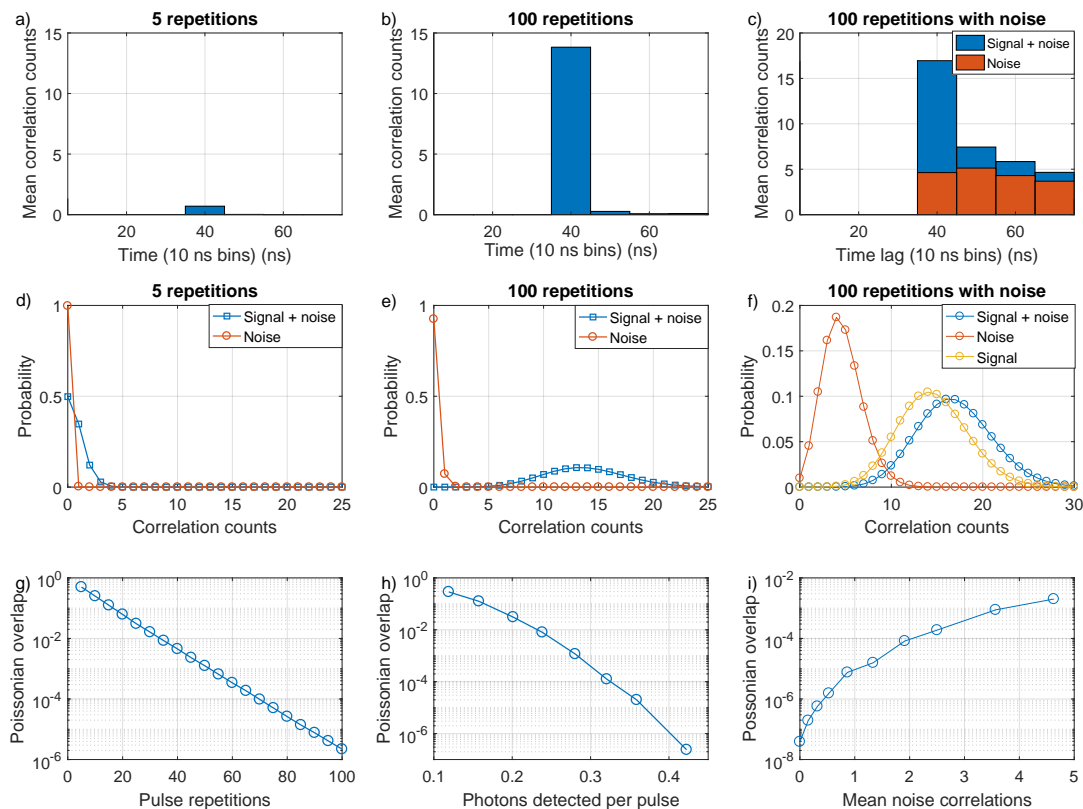 a)
5 repetitions
Mean correlation counts
15
10
5
0
20
40
60
Time (10 ns bins) (ns)
b)
100 repetitions
Mean correlation counts
15
10
5
0
20
40
60
Time (10 ns bins) (ns)
c)
100 repetitions with noise
Mean correlation counts
20
15
10
5
0
Signal + noise
Noise
20
40
60
Time lag (10 ns bins) (ns)
d)
5 repetitions
Probability
1
0.5
0
Signal + noise
Noise
0
5
10
15
20
25
Correlation counts
e)
100 repetitions
Probability
1
0.5
0
Signal + noise
Noise
0
5
10
15
20
25
Correlation counts
f)
100 repetitions with noise
Probability
0.2
0.15
0.1
0.05
0
Signal + noise
Noise
Signal
0
10
20
30
Correlation counts
g)
Poissonian overlap
10^0
10^-2
10^-4
10^-6
0
20
40
60
80
100
Pulse repetitions
h)
Poissonian overlap
10^0
10^-2
10^-4
10^-6
0.1
0.2
0.3
0.4
Photons detected per pulse
i)
Possonian overlap
10^-2
10^-4
10^-6
10^-8
0
1
2
3
4
5
Mean noise correlations